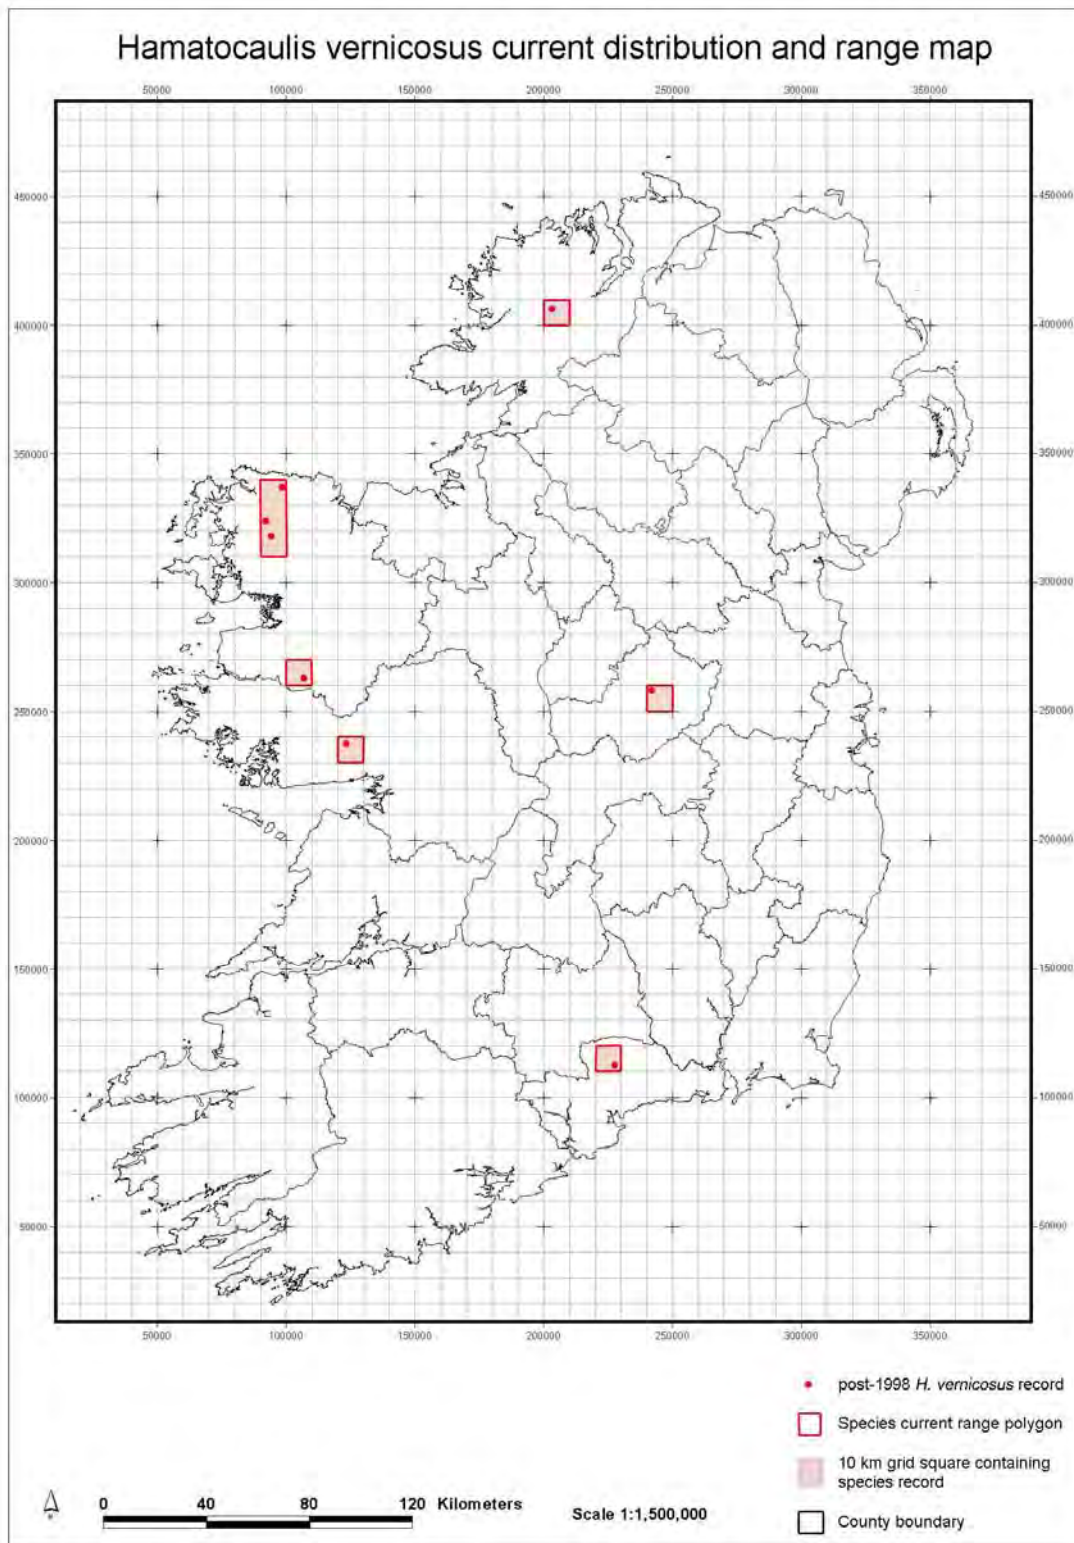 Hamatocaulis vernicosus current distribution and range map
50000 100000 150000 200000 250000 300000 350000
450000 450000
400000 400000
350000 350000
300000 300000
250000 250000
200000 200000
150000 150000
100000 100000
50000 50000
50000 100000 150000 200000 250000 300000 350000
post-1998 H. vernicosus record
Species current range polygon
10 km grid square containing
species record
County boundary
0 40 80 120 Kilometers
Scale 1:1,500,000